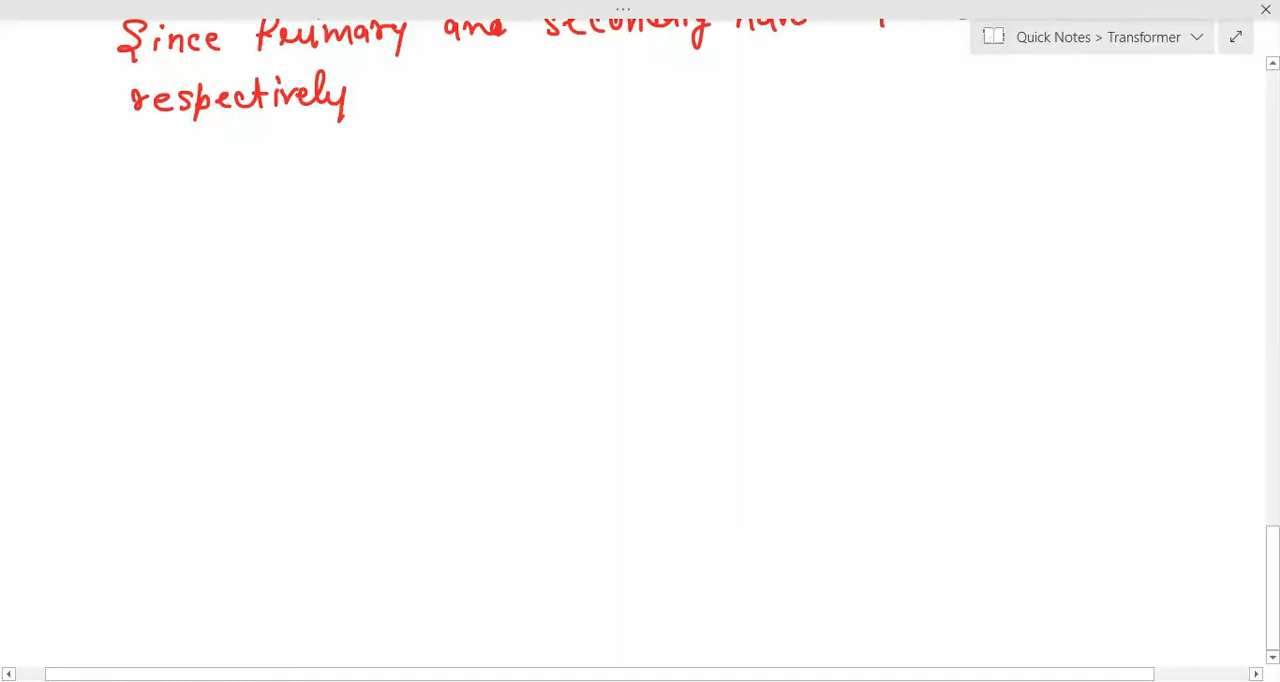 Since Primary and secondary have
Quick Notes > Transformer
respectively